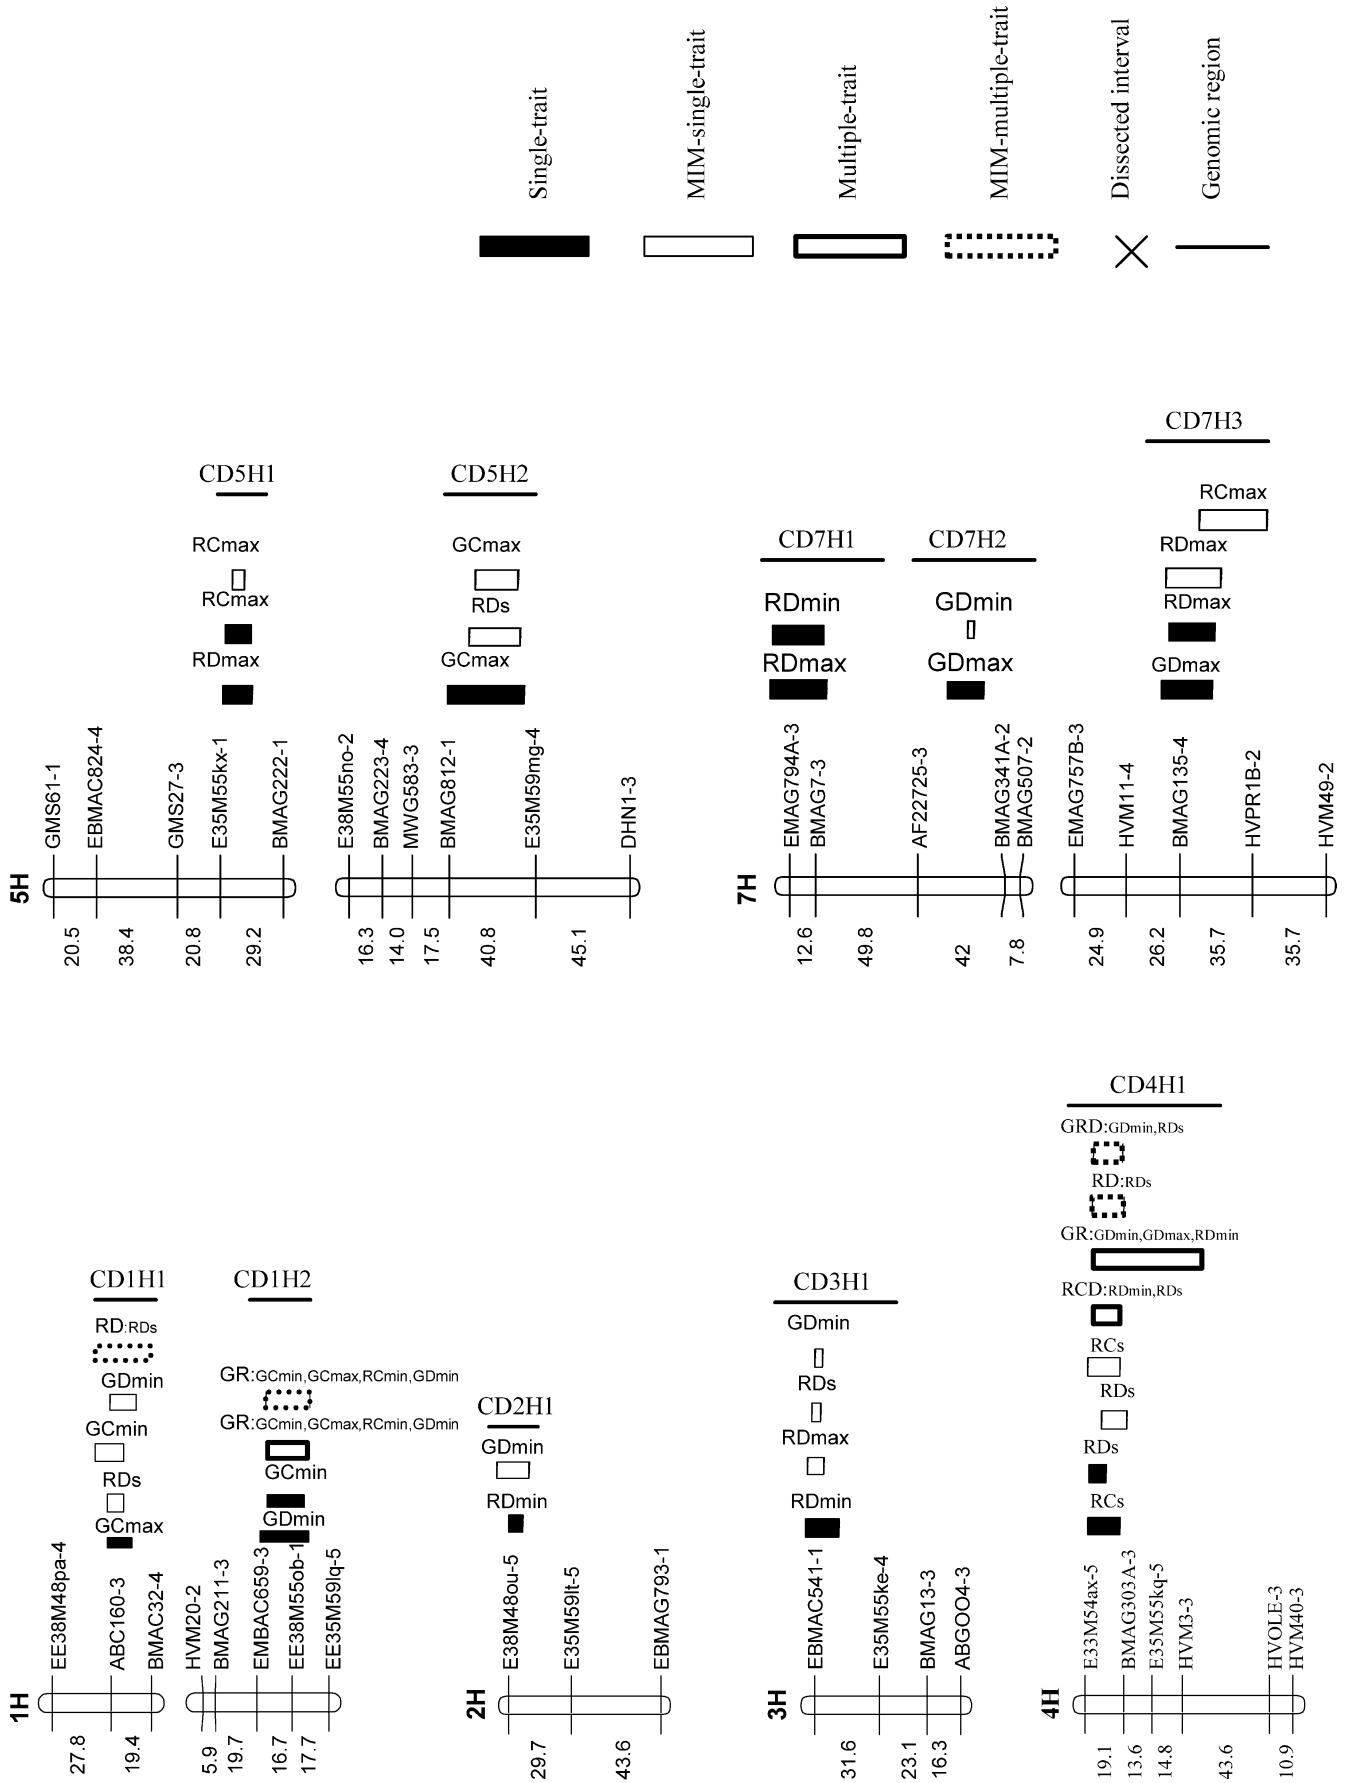 Single-trait
MIM-single-trait
Multiple-trait
MIM-multiple-trait
Dissected interval
Genomic region
5H
CD5H1
RCmax
RCmax
RDmax
GMS61-1
EBMAC824-4
GMS27-3
E35M55kx-1
BMAG222-1
20.5
38.4
20.8
29.2
CD5H2
GCmax
RDs
GCmax
E38M55no-2
BMAG223-4
MWG583-3
BMAG812-1
E35M59mg-4
DHN1-3
16.3
14.0
17.5
40.8
45.1
7H
CD7H1
RDmin
RDmax
CD7H2
GDmin
GDmax
EMAG794A-3
BMAG7-3
AF22725-3
BMAG341A-2
BMAG507-2
12.6
49.8
42
7.8
CD7H3
RCmax
RDmax
RDmax
GDmax
EMAG757B-3
HVM11-4
BMAG135-4
HVPR1B-2
HVM49-2
24.9
26.2
35.7
35.7
1H
CD1H1
RD:RDs
GDmin
GCmin
RDs
GCmax
EE38M48pa-4
ABC160-3
BMAC32-4
27.8
19.4
CD1H2
GR:GCmin,GCmax,RCmin,GDmin
GR:GCmin,GCmax,RCmin,GDmin
GCmin
GDmin
HVM20-2
BMAG211-3
EMBAC659-3
EE38M55ob-1
EE35M59lq-5
5.9
19.7
16.7
17.7
2H
CD2H1
GDmin
RDmin
E38M48ou-5
E35M59lt-5
EBMAG793-1
29.7
43.6
3H
CD3H1
GDmin
RDs
RDmax
RDmin
EBMAC541-1
E35M55ke-4
BMAG13-3
ABGOO4-3
31.6
23.1
16.3
4H
CD4H1
GRD:GDmin,RDs
RD:RDs
GR:GDmin,GDmax,RDmin
RCD:RDmin,RDs
RCs
RDs
RDs
RCs
E33M54ax-5
BMAG303A-3
E35M55kq-5
HVM3-3
HVOLE-3
HVM40-3
19.1
13.6
14.8
43.6
10.9